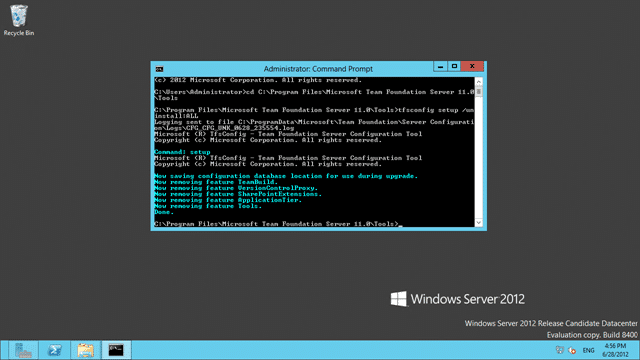 Recycle Bin
Administrator: Command Prompt
(c) 2012 Microsoft Corporation. All rights reserved.
C:\Users\Administrator>cd C:\Program Files\Microsoft Team Foundation Server 11.0
\Tools
C:\Program Files\Microsoft Team Foundation Server 11.0\Tools>tfsconfig setup /un
install:ALL
Logging sent to file C:\ProgramData\Microsoft\Team Foundation\Server Configurati
on\Logs\CFG_CFG_UNK_0628_235554.log
Microsoft (R) TfsConfig - Team Foundation Server Configuration Tool
Copyright (c) Microsoft Corporation. All rights reserved.
Command: setup
Microsoft (R) TfsConfig - Team Foundation Server Configuration Tool
Copyright (c) Microsoft Corporation. All rights reserved.
Now saving configuration database location for use during upgrade.
Now removing feature TeamBuild.
Now removing feature VersionControlProxy.
Now removing feature SharePointExtensions.
Now removing feature ApplicationTier.
Now removing feature Tools.
Done.
C:\Program Files\Microsoft Team Foundation Server 11.0\Tools>_
Windows Server 2012
Windows Server 2012 Release Candidate Datacenter
Evaluation copy. Build 8400
ENG
4:56 PM
6/28/2012